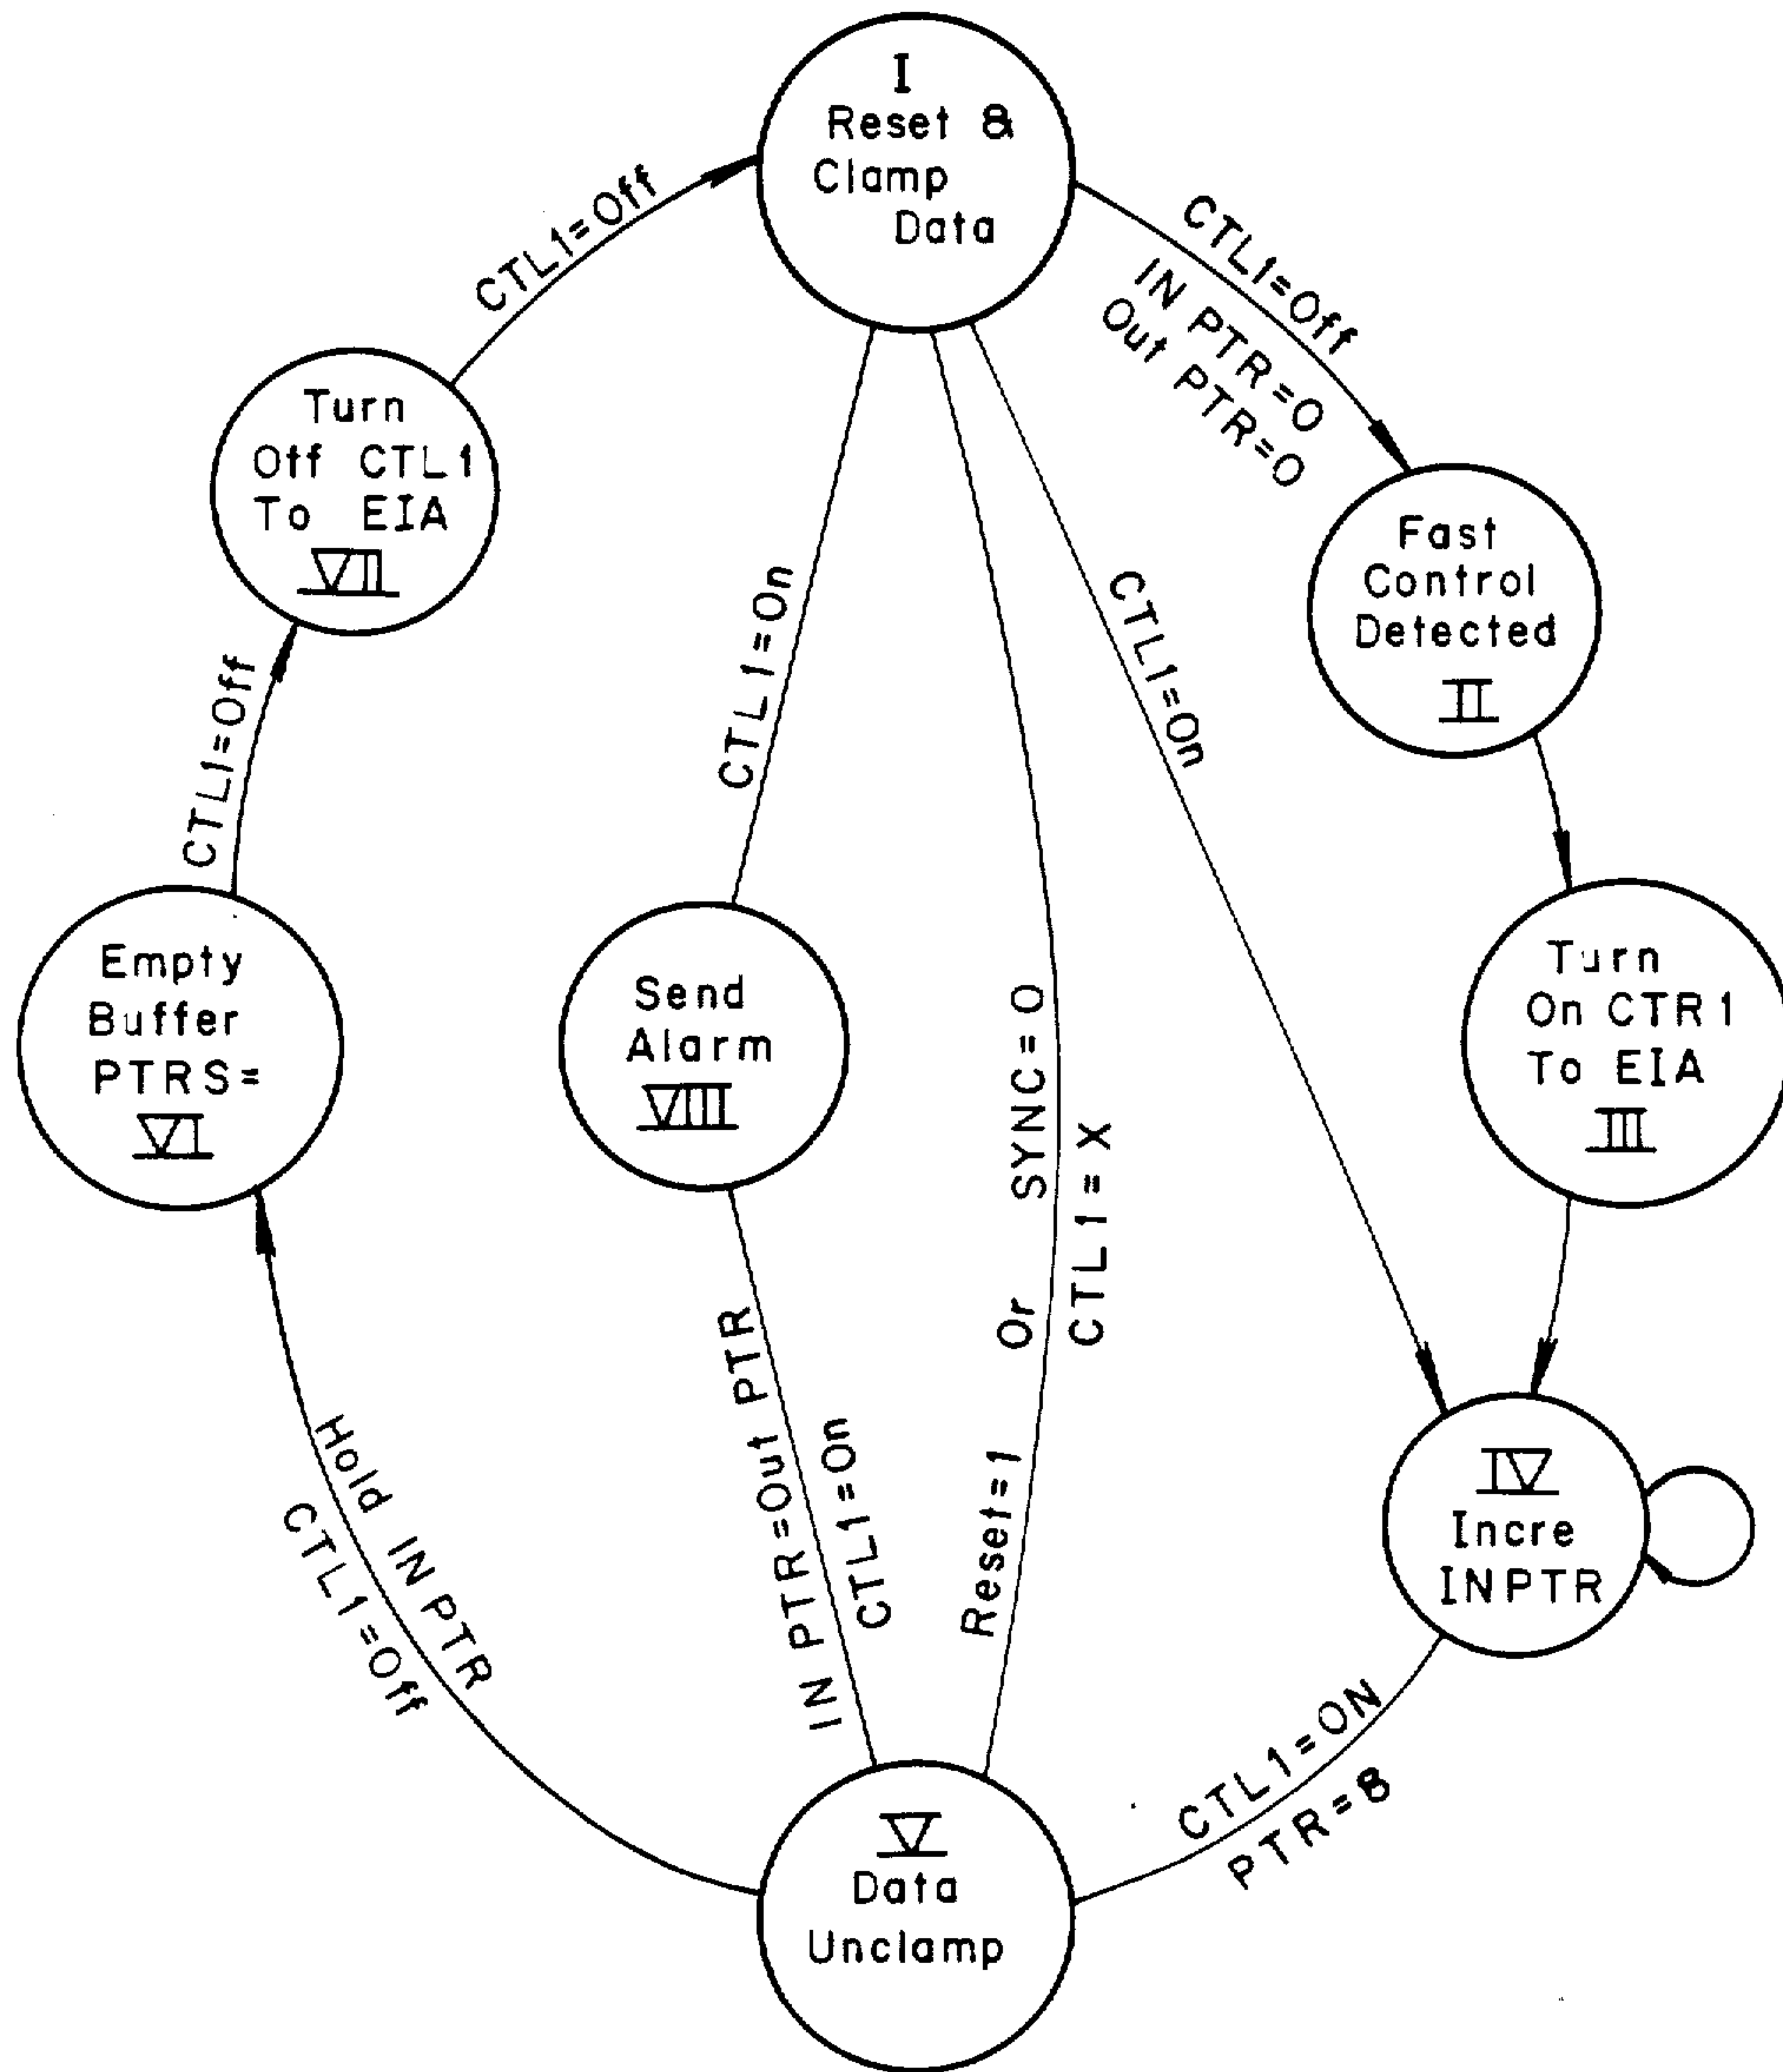 I
Reset &
Clamp
Data
CTL1=Off
CTL1=Off
IN PTR=0
Out PTR=0
Turn
Off CTL1
To EIA
VII
Fast
Control
Detected
II
CTL1=On
CTL1=On
CTL1=Off
Empty
Buffer
PTRS=
VI
Send
Alarm
VIII
Turn
On CTR1
To EIA
III
Reset=1 Or SYNC=0
CTL1=X
IN PTR=Out PTR
CTL1=On
Hold IN PTR
CTL1=Off
IV
Incre
INPTR
CTL1=ON
PTR=8
V
Data
Unclamp